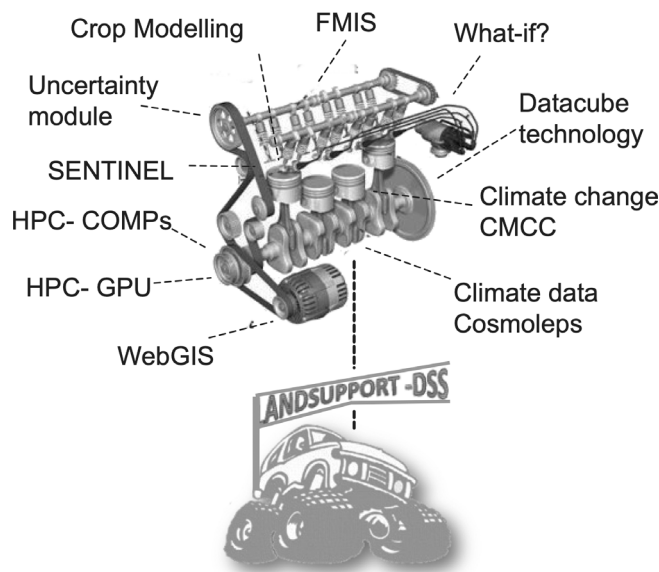 Crop Modelling
FMIS
What-if?
Uncertainty
module
Datacube
technology
SENTINEL
Climate change
CMCC
HPC- COMPs
HPC- GPU
Climate data
Cosmoleps
WebGIS
ANDSUPPORT -DSS